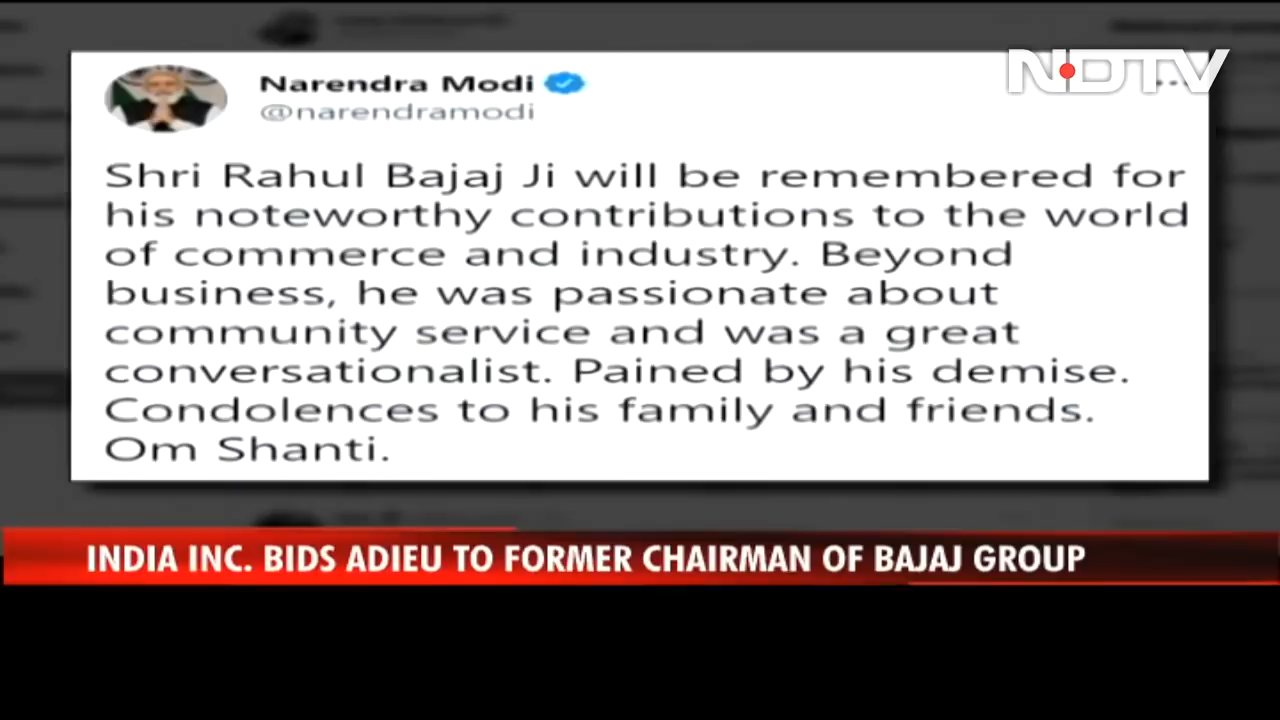 NDTV
Narendra Modi
@narendramodi
Shri Rahul Bajaj Ji will be remembered for
his noteworthy contributions to the world
of commerce and industry. Beyond
business, he was passionate about
community service and was a great
conversationalist. Pained by his demise.
Condolences to his family and friends.
Om Shanti.
INDIA INC. BIDS ADIEU TO FORMER CHAIRMAN OF BAJAJ GROUP